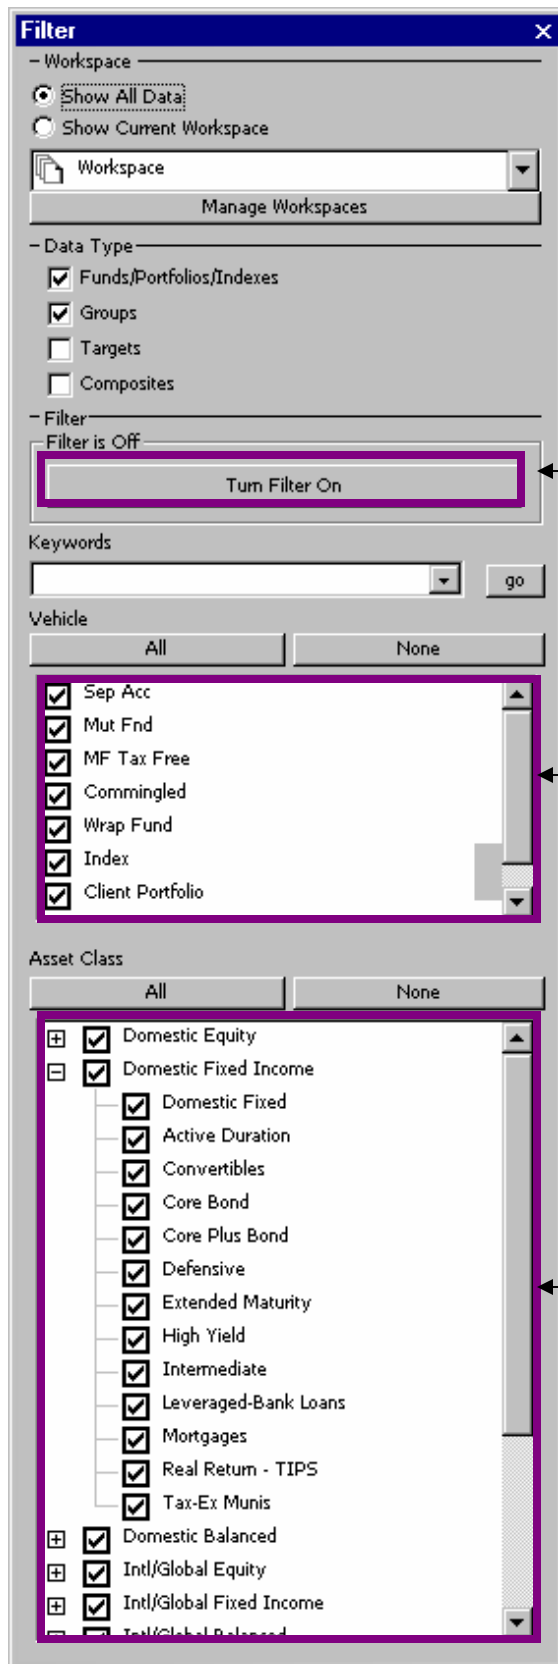 Filter
Workspace
Show All Data
Show Current Workspace
Workspace
Manage Workspaces
Data Type
Funds/Portfolios/Indexes
Groups
Targets
Composites
Filter
Filter is Off
Turn Filter On
Keywords
go
Vehicle
All None
Sep Acc
Mut Fnd
MF Tax Free
Commingled
Wrap Fund
Index
Client Portfolio
Asset Class
All None
Domestic Equity
Domestic Fixed Income
Domestic Fixed
Active Duration
Convertibles
Core Bond
Core Plus Bond
Defensive
Extended Maturity
High Yield
Intermediate
Leveraged-Bank Loans
Mortgages
Real Return - TIPS
Tax-Ex Munis
Domestic Balanced
Intl/Global Equity
Intl/Global Fixed Income
Intl/Global Balanced